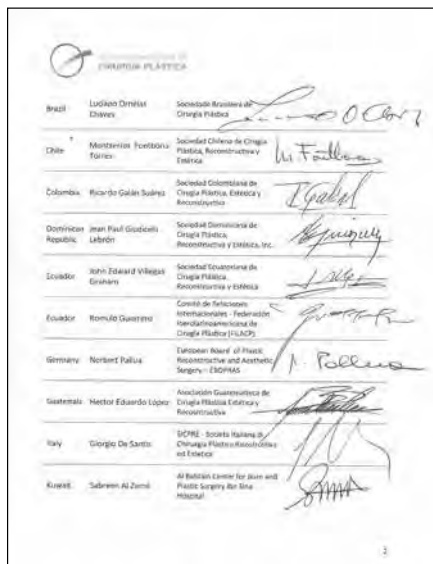 CIRURGIA PLÁSTICA
Brazil
Luciano Ornelas
Chaves
Sociedade Brasileira de
Cirurgia Plástica
Chile
Montserrat Fontbona
Torres
Sociedad Chilena de Cirugía
Plástica, Reconstructiva y
Estética
Colombia
Ricardo Galán Suárez
Sociedad Colombiana de
Cirugía Plástica, Estética y
Reconstructiva
Dominican
Republic
Jean Paul Giudicelli
Lebrón
Sociedad Dominicana de
Cirugía Plástica,
Reconstructiva y Estética, Inc.
Ecuador
John Edward Villegas
Graham
Sociedad Ecuatoriana de
Cirugía Plástica,
Reconstructiva y Estética
Ecuador
Romulo Guerrero
Comité de Relaciones
Internacionales - Federación
Iberolatinoamericana de
Cirugía Plástica (FILACP)
Germany
Norbert Pallua
European Board of Plastic
Reconstructive and Aesthetic
Surgery – ESOPRAS
Guatemala
Hector Eduardo López
Asociación Guatemalteca de
Cirugía Plástica Estética y
Reconstructiva
Italy
Giorgio De Santis
SICPRE - Società Italiana di
Chirurgia Plastica Ricostruttiva
ed Estetica
Kuwait
Sabreen Al Zamil
Al Babtain Center for Burn and
Plastic Surgery Ibn Sina
Hospital
2